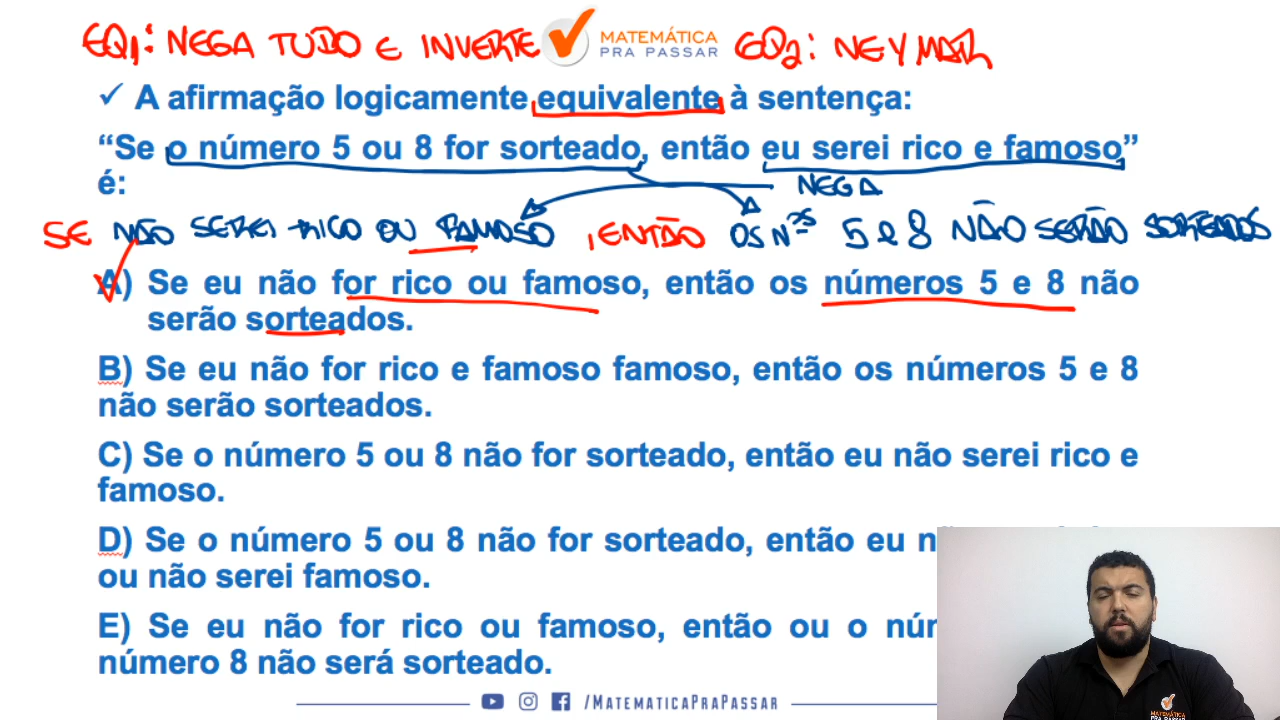 EQ1: NEGA TUDO E INVERTE MATEMÁTICA PRA PASSAR EQ2: NEYMAR
✓ A afirmação logicamente equivalente à sentença:
“Se o número 5 ou 8 for sorteado, então eu serei rico e famoso”
é:
NEGA
SE NÃO SEREI RICO OU FAMOSO, ENTÃO OS Nºs 5 e 8 NÃO SERÃO SORTEADOS
A) Se eu não for rico ou famoso, então os números 5 e 8 não
serão sorteados.
B) Se eu não for rico e famoso famoso, então os números 5 e 8
não serão sorteados.
C) Se o número 5 ou 8 não for sorteado, então eu não serei rico e
famoso.
D) Se o número 5 ou 8 não for sorteado, então eu
ou não serei famoso.
E) Se eu não for rico ou famoso, então ou o
número 8 não será sorteado.
/MatematicaPraPassar
MATEMÁTICA
PRA PASSAR